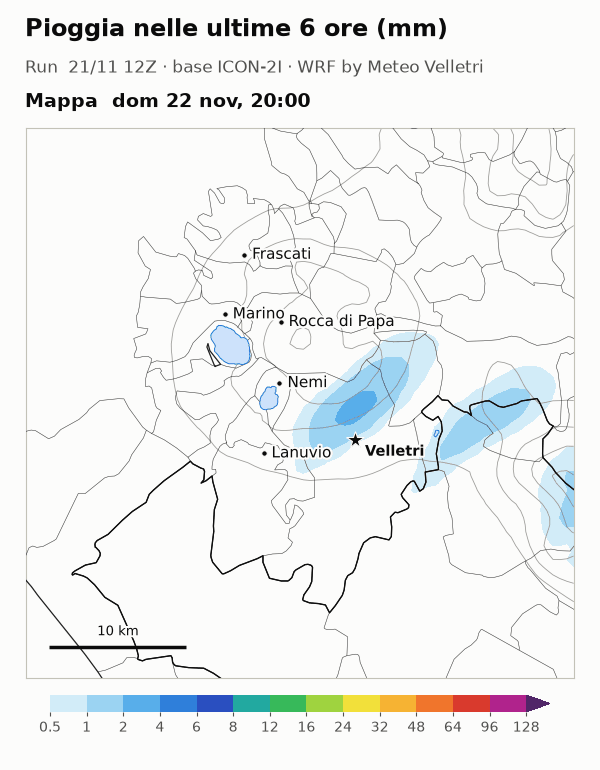 Pioggia nelle ultime 6 ore (mm)
Run  21/11 12Z · base ICON-2I · WRF by Meteo Velletri
Mappa  dom 22 nov, 20:00
Frascati
Marino
Rocca di Papa
Nemi
Velletri
Lanuvio
10 km
0.5 1 2 4 6 8 12 16 24 32 48 64 96 128